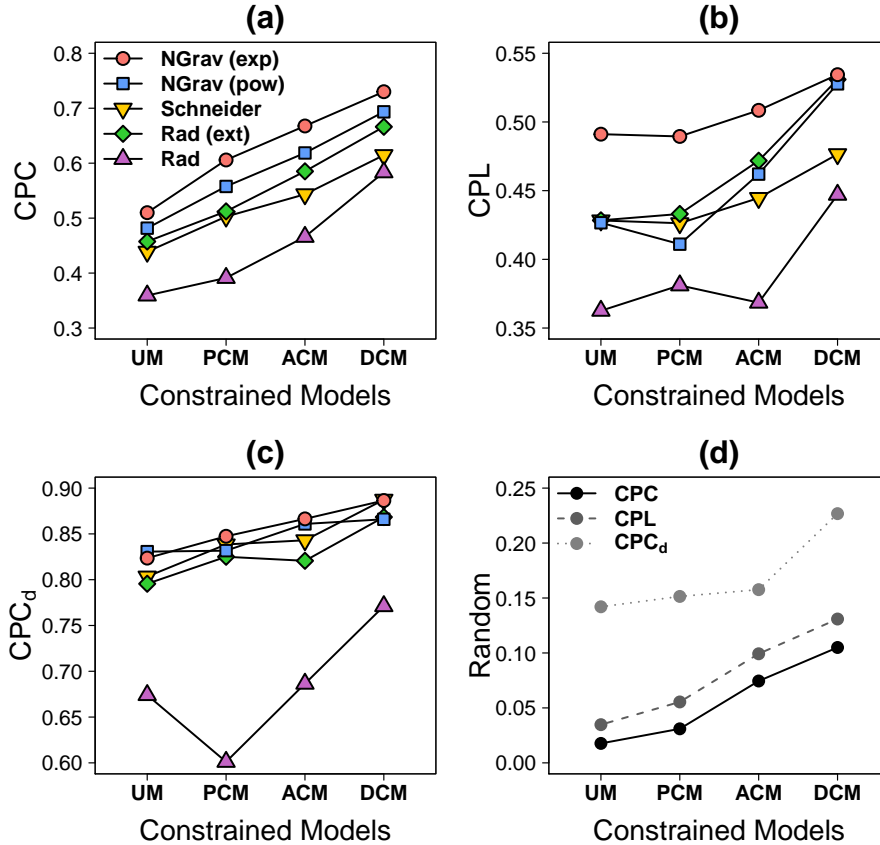 (a)
CPC
0.8
0.7
0.6
0.5
0.4
0.3
NGrav (exp)
NGrav (pow)
Schneider
Rad (ext)
Rad
UM PCM ACM DCM
Constrained Models
(b)
CPL
0.55
0.50
0.45
0.40
0.35
UM PCM ACM DCM
Constrained Models
(c)
CPCd
0.90
0.85
0.80
0.75
0.70
0.65
0.60
UM PCM ACM DCM
Constrained Models
(d)
Random
0.25
0.20
0.15
0.10
0.05
0.00
CPC
CPL
CPCd
UM PCM ACM DCM
Constrained Models